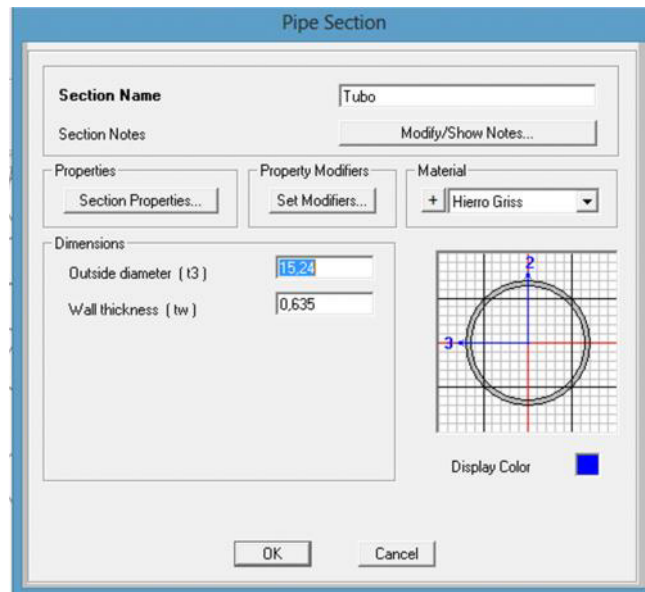 Pipe Section
Section Name
Tubo
Section Notes
Modify/Show Notes...
Properties
Section Properties...
Property Modifiers
Set Modifiers...
Material
+
Hierro Griss
Dimensions
Outside diameter ( t3 )
15,24
Wall thickness ( tw )
0,635
2
3
Display Color
OK
Cancel